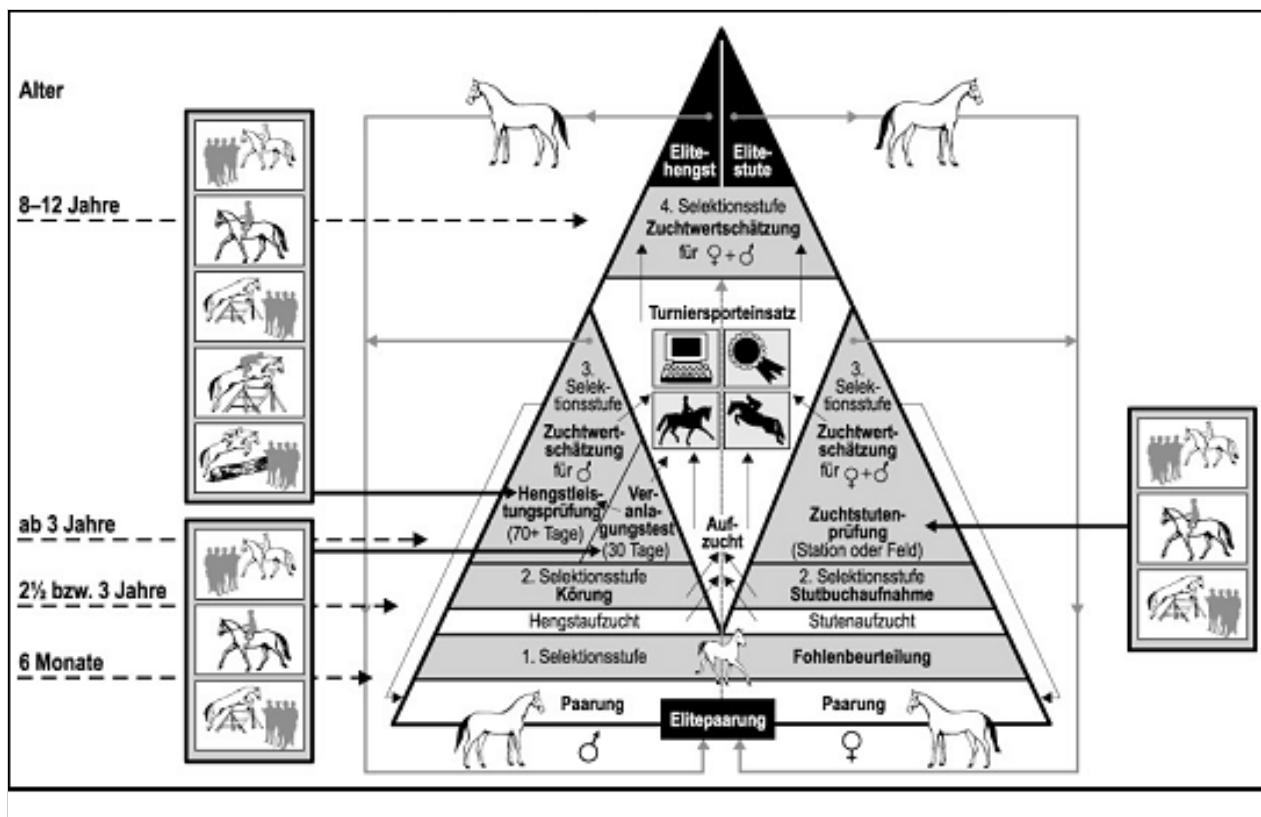 Alter
8–12 Jahre
ab 3 Jahre
2½ bzw. 3 Jahre
6 Monate
Elite-
hengst
Elite-
stute
4. Selektionsstufe
Zuchtwertschätzung
für ♀+♂
Turniersporteinsatz
3.
Selek-
tionsstufe
Zuchtwert-
schätzung
für ♂
Hengstleis-
tungsprüfung
(70+ Tage)
Ver-
anla-
gungstest
(30 Tage)
Auf-
zucht
3.
Selek-
tionsstufe
Zuchtwert-
schätzung
für ♀+♂
Zuchtstuten-
prüfung
(Station oder Feld)
2. Selektionsstufe
Körung
2. Selektionsstufe
Stutbuchaufnahme
Hengstaufzucht
Stutenaufzucht
1. Selektionsstufe
Fohlenbeurteilung
Paarung
Elitepaarung
Paarung
♂
♀